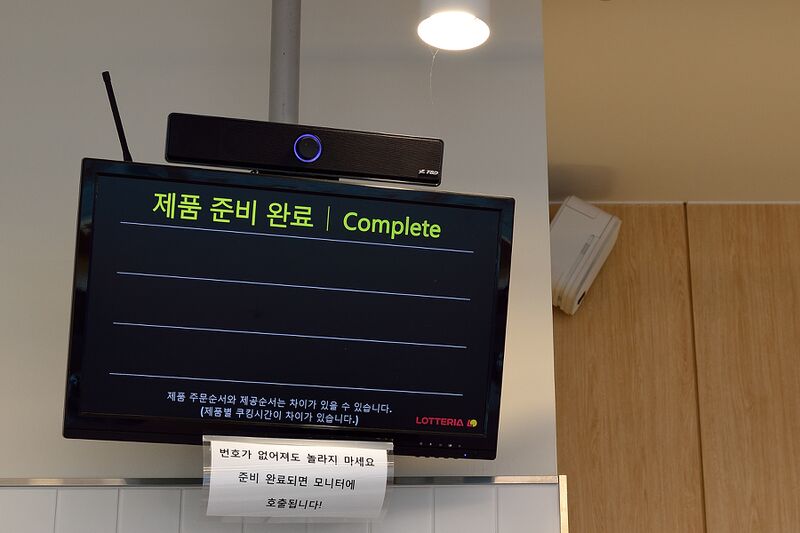 F&D
제품 준비 완료 | Complete
제품 주문순서와 제공순서는 차이가 있을 수 있습니다.
(제품별 쿠킹시간이 차이가 있습니다.)
LOTTERIA
번호가 없어져도 놀라지 마세요
준비 완료되면 모니터에
호출됩니다!